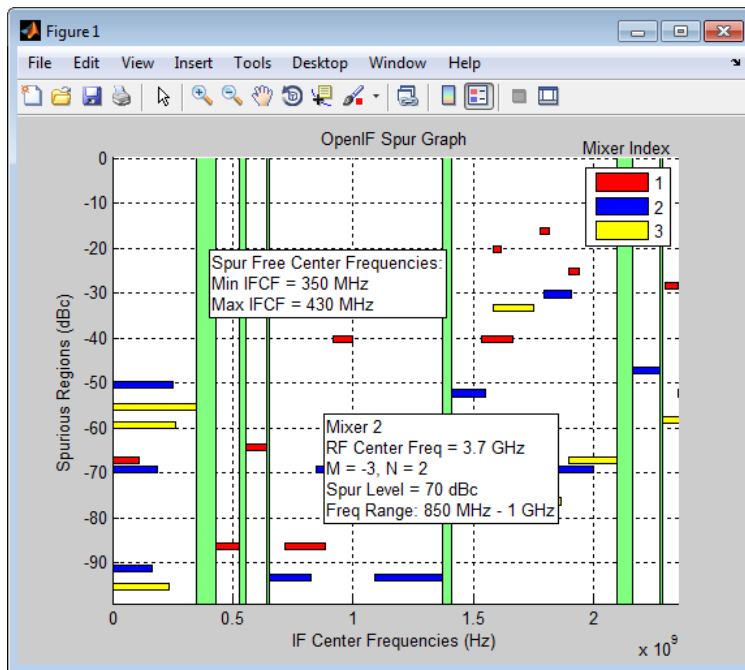 Figure 1
File Edit View Insert Tools Desktop Window Help
OpenIF Spur Graph
Mixer Index
1
2
3
0
-10
-20
-30
-40
-50
-60
-70
-80
-90
Spurious Regions (dBc)
Spur Free Center Frequencies:
Min IFCF = 350 MHz
Max IFCF = 430 MHz
Mixer 2
RF Center Freq = 3.7 GHz
M = -3, N = 2
Spur Level = 70 dBc
Freq Range: 850 MHz - 1 GHz
0 0.5 1 1.5 2
x 10^9
IF Center Frequencies (Hz)